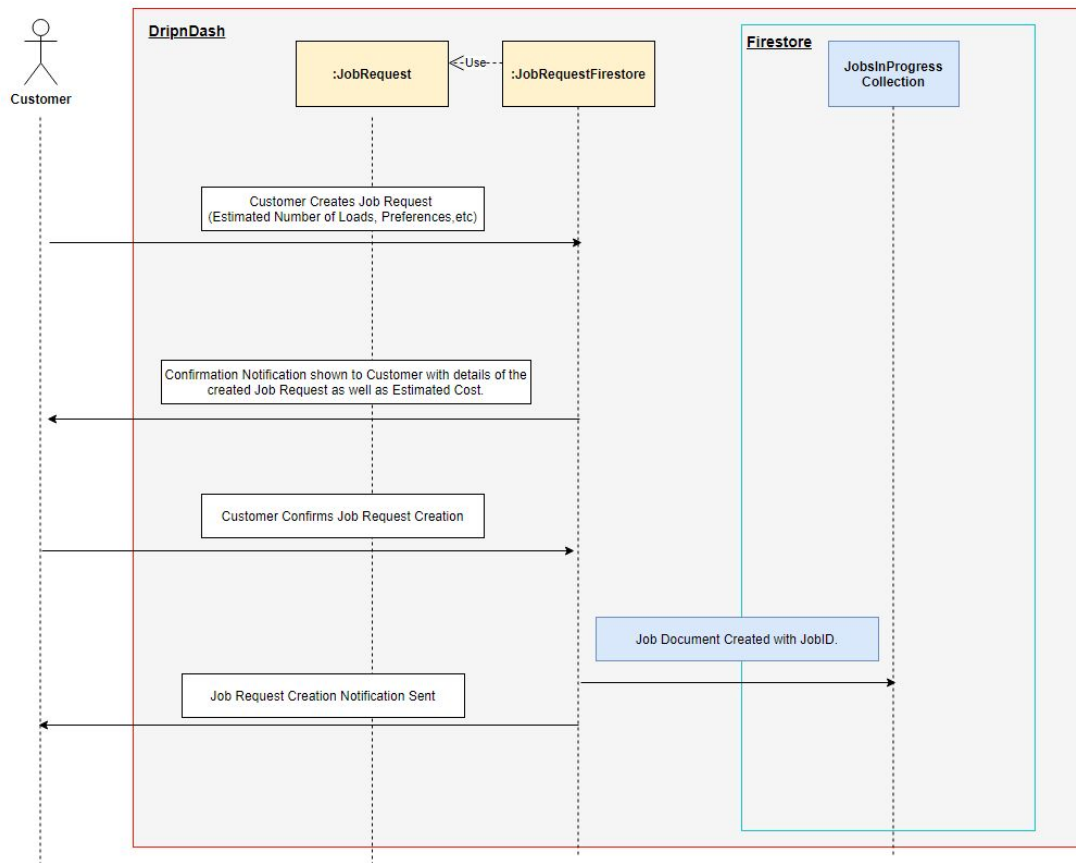 DripnDash
Firestore
:JobRequest
Use
:JobRequestFirestore
JobsInProgress
Collection
Customer
Customer Creates Job Request
(Estimated Number of Loads, Preferences,etc)
Confirmation Notification shown to Customer with details of the
created Job Request as well as Estimated Cost.
Customer Confirms Job Request Creation
Job Document Created with JobID.
Job Request Creation Notification Sent